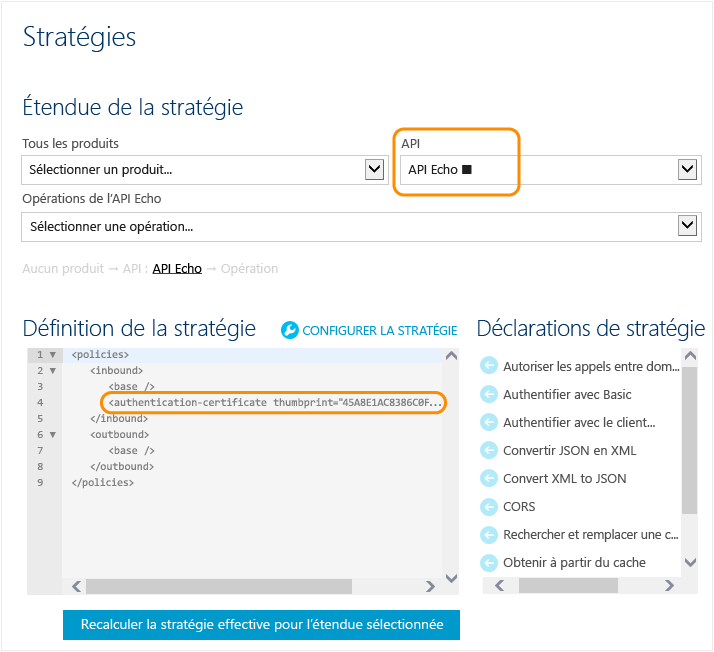 Stratégies
Étendue de la stratégie
Tous les produits
API
Sélectionner un produit...
API Echo ■
Opérations de l'API Echo
Sélectionner une opération...
Aucun produit → API : API Echo → Opération
Définition de la stratégie
CONFIGURER LA STRATÉGIE
Déclarations de stratégie
1 <policies>
2 <inbound>
3 <base />
4 <authentication-certificate thumbprint="45A8E1AC8386C0F...
5 </inbound>
6 <outbound>
7 <base />
8 </outbound>
9 </policies>
Autoriser les appels entre dom...
Authentifier avec Basic
Authentifier avec le client...
Convertir JSON en XML
Convert XML to JSON
CORS
Rechercher et remplacer une c...
Obtenir à partir du cache
Recalculer la stratégie effective pour l'étendue sélectionnée